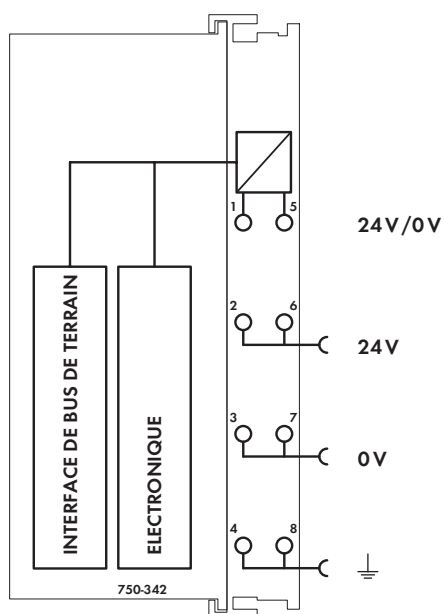 1 5
24V/0V
2 6
24V
3 7
0V
4 8
INTERFACE DE BUS DE TERRAIN
ELECTRONIQUE
750-342